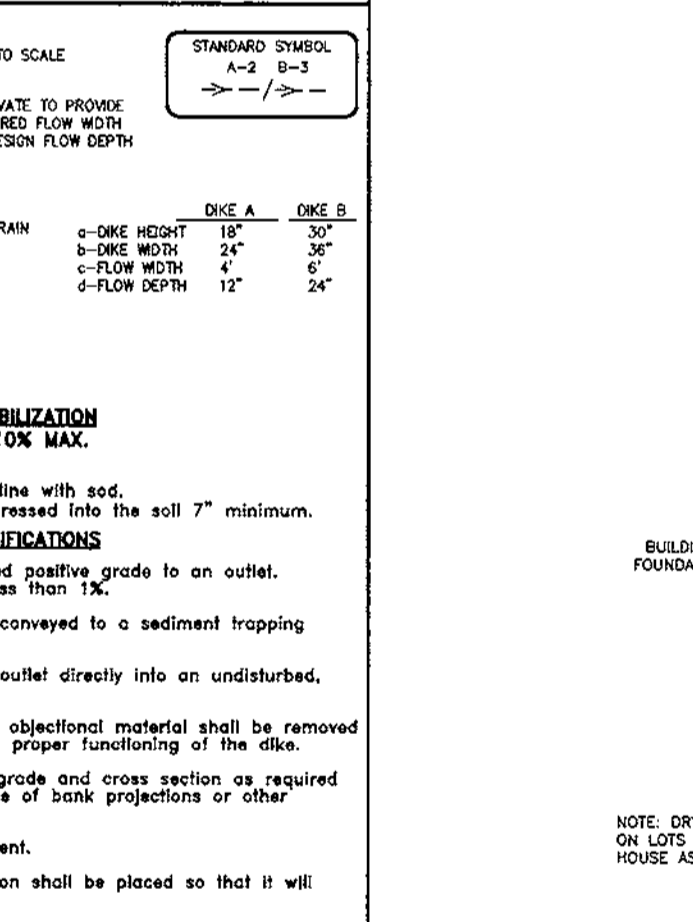 TO SCALE
STANDARD SYMBOL
A-2 B-3
VATE TO PROVIDE
RED FLOW WIDTH
ESIGN FLOW DEPTH
DIKE A DIKE B
RAIN
a-DIKE HEIGHT 18" 30"
b-DIKE WIDTH 24" 36"
c-FLOW WIDTH 4' 6'
d-FLOW DEPTH 12" 24"
BILIZATION
0% MAX.
line with sod.
ressed into the soil 7" minimum.
IFICATIONS
ed positive grade to an outlet.
ss than 1%.
conveyed to a sediment trapping
outlet directly into an undisturbed,
objectional material shall be removed
proper functioning of the dike.
grade and cross section as required
e of bank projections or other
ent.
on shall be placed so that it will
BUILDI
FOUNDA
NOTE: DRY
ON LOTS
HOUSE AS